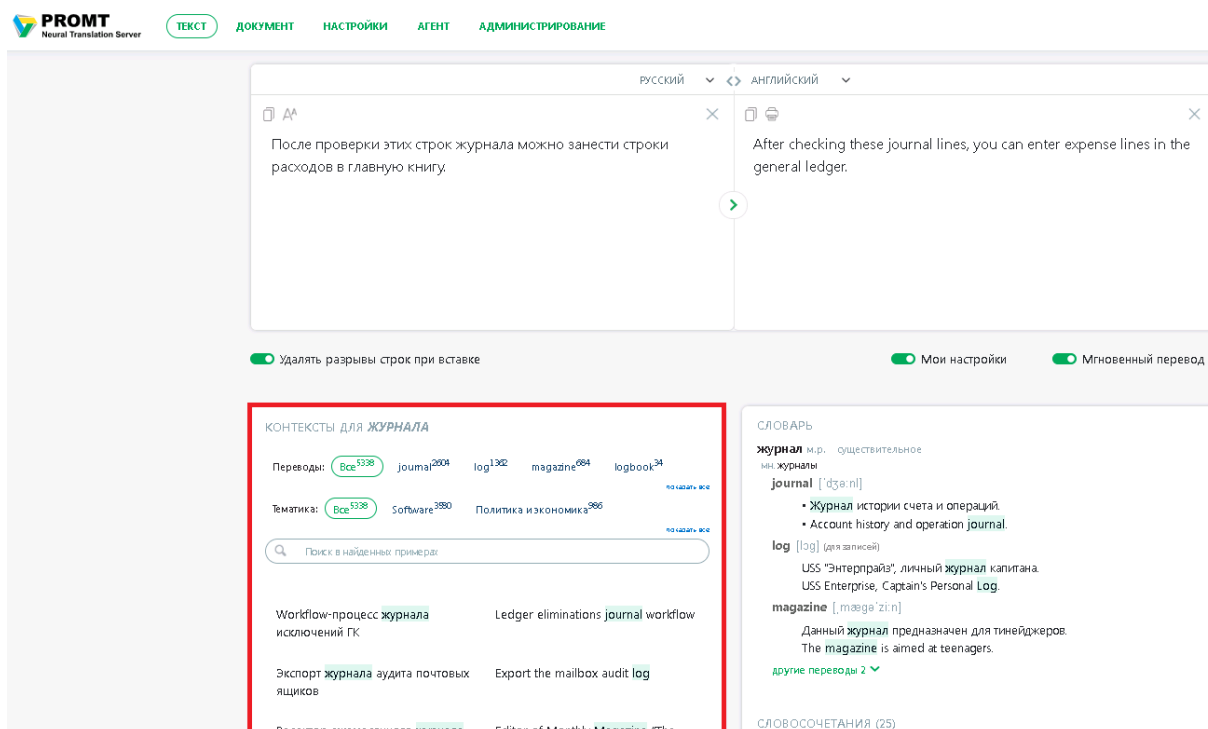 PROMT
Neural Translation Server
ТЕКСТ ДОКУМЕНТ НАСТРОЙКИ АГЕНТ АДМИНИСТРИРОВАНИЕ
РУССКИЙ <> АНГЛИЙСКИЙ
После проверки этих строк журнала можно занести строки
расходов в главную книгу.
After checking these journal lines, you can enter expense lines in the
general ledger.
Удалять разрывы строк при вставке
Мои настройки
Мгновенный перевод
КОНТЕКСТЫ ДЛЯ ЖУРНАЛА
Переводы: Все5338 journal2604 log1362 magazine684 logbook34
показать все
Тематика: Все5338 Software3980 Политика и экономика986
показать все
Поиск в найденных примерах
Workflow-процесс журнала
исключений ГК
Ledger eliminations journal workflow
Экспорт журнала аудита почтовых
ящиков
Export the mailbox audit log
СЛОВАРЬ
журнал м.р. существительное
мн. журналы
journal [ˈdʒəːnl]
• Журнал истории счета и операций.
• Account history and operation journal.
log [lɔg] (для записей)
USS "Энтерпрайз", личный журнал капитана.
USS Enterprise, Captain's Personal Log.
magazine [ˌmægəˈziːn]
Данный журнал предназначен для тинейджеров.
The magazine is aimed at teenagers.
другие переводы 2
СЛОВОСОЧЕТАНИЯ (25)